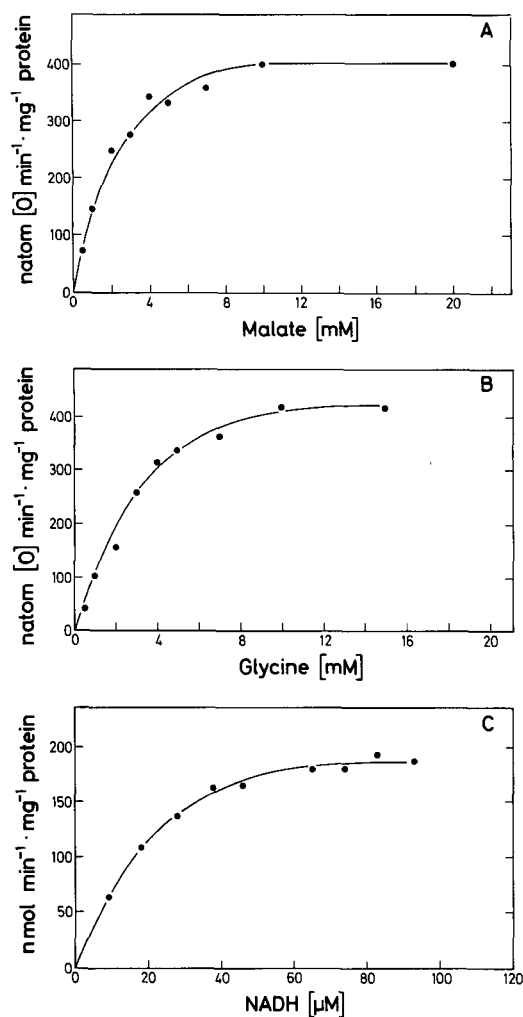 A
natom [O] min⁻¹· mg⁻¹ protein
400
300
200
100
0
0 4 8 12 16 20
Malate [mM]
B
natom [O] min⁻¹· mg⁻¹ protein
400
300
200
100
0
0 4 8 12 16 20
Glycine [mM]
C
nmol min⁻¹· mg⁻¹ protein
200
150
100
50
0
0 20 40 60 80 100 120
NADH [µM]